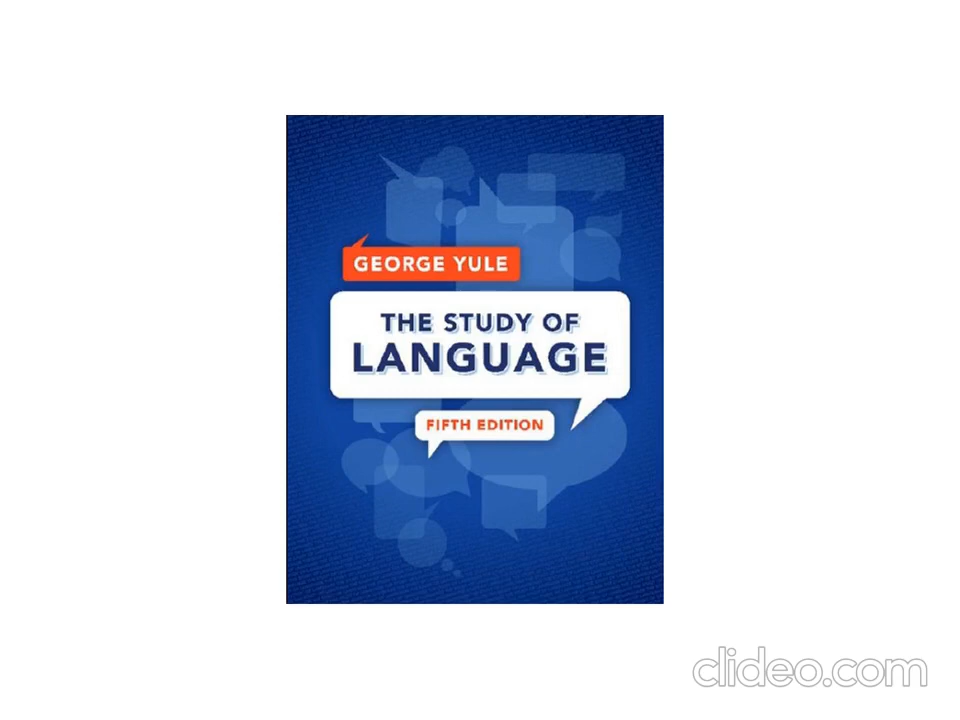 GEORGE YULE
THE STUDY OF
LANGUAGE
FIFTH EDITION
clideo.com